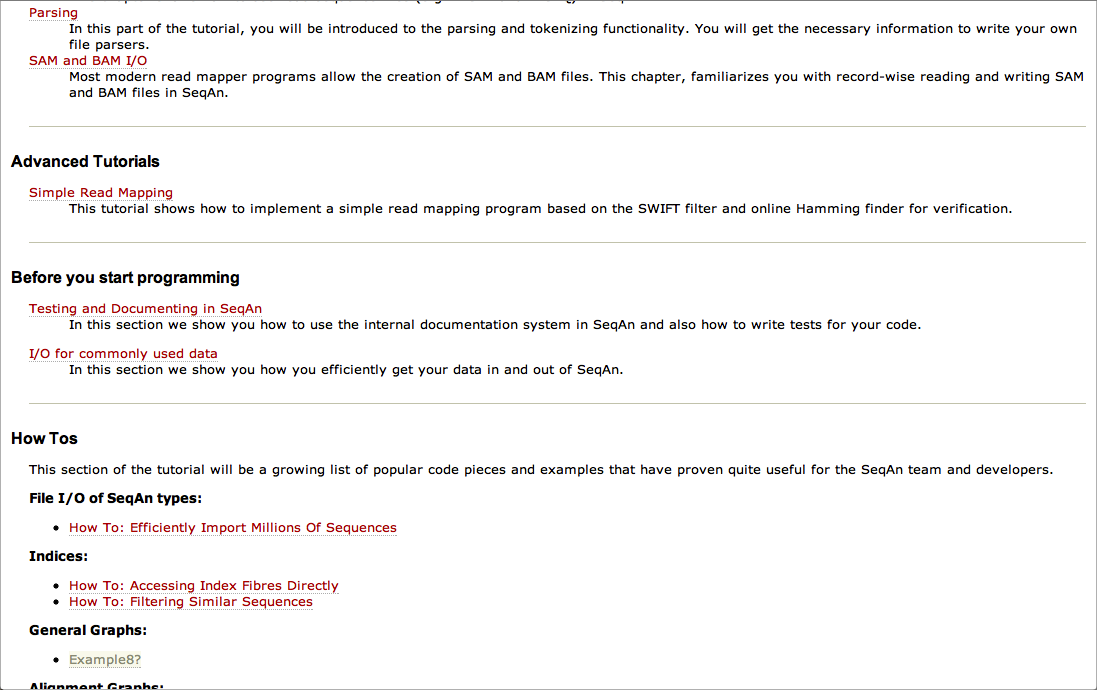 Parsing
In this part of the tutorial, you will be introduced to the parsing and tokenizing functionality. You will get the necessary information to write your own
file parsers.
SAM and BAM I/O
Most modern read mapper programs allow the creation of SAM and BAM files. This chapter, familiarizes you with record-wise reading and writing SAM
and BAM files in SeqAn.
Advanced Tutorials
Simple Read Mapping
This tutorial shows how to implement a simple read mapping program based on the SWIFT filter and online Hamming finder for verification.
Before you start programming
Testing and Documenting in SeqAn
In this section we show you how to use the internal documentation system in SeqAn and also how to write tests for your code.
I/O for commonly used data
In this section we show you how you efficiently get your data in and out of SeqAn.
How Tos
This section of the tutorial will be a growing list of popular code pieces and examples that have proven quite useful for the SeqAn team and developers.
File I/O of SeqAn types:
• How To: Efficiently Import Millions Of Sequences
Indices:
• How To: Accessing Index Fibres Directly
• How To: Filtering Similar Sequences
General Graphs:
• Example8?
Alignment Graphs: